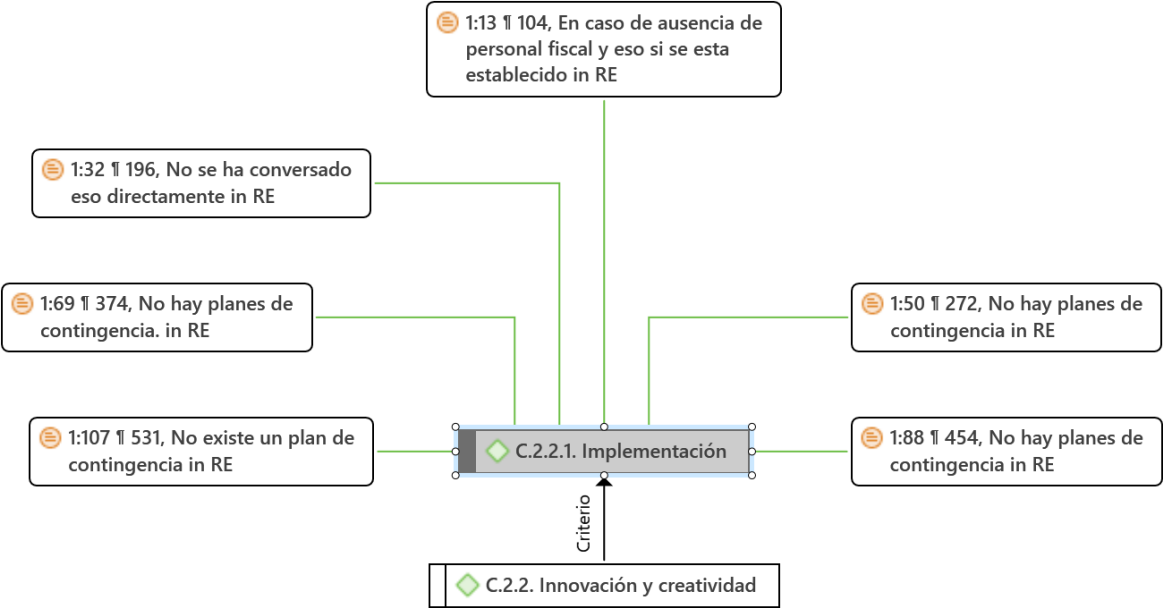 1:13 ¶ 104, En caso de ausencia de
personal fiscal y eso si se esta
establecido in RE
1:32 ¶ 196, No se ha conversado
eso directamente in RE
1:69 ¶ 374, No hay planes de
contingencia. in RE
1:50 ¶ 272, No hay planes de
contingencia in RE
1:107 ¶ 531, No existe un plan de
contingencia in RE
C.2.2.1. Implementación
1:88 ¶ 454, No hay planes de
contingencia in RE
Criterio
C.2.2. Innovación y creatividad